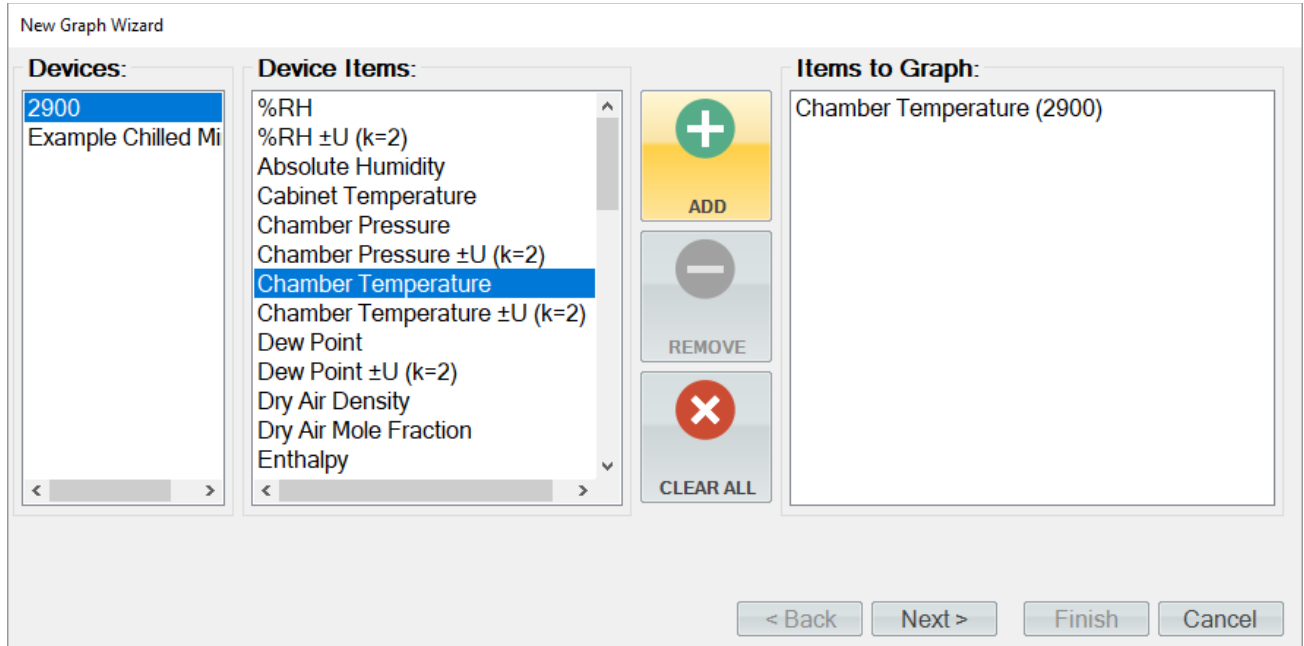 New Graph Wizard
Devices:
2900
Example Chilled Mi
Device Items:
%RH
%RH ±U (k=2)
Absolute Humidity
Cabinet Temperature
Chamber Pressure
Chamber Pressure ±U (k=2)
Chamber Temperature
Chamber Temperature ±U (k=2)
Dew Point
Dew Point ±U (k=2)
Dry Air Density
Dry Air Mole Fraction
Enthalpy
ADD
REMOVE
CLEAR ALL
Items to Graph:
Chamber Temperature (2900)
< Back Next > Finish Cancel